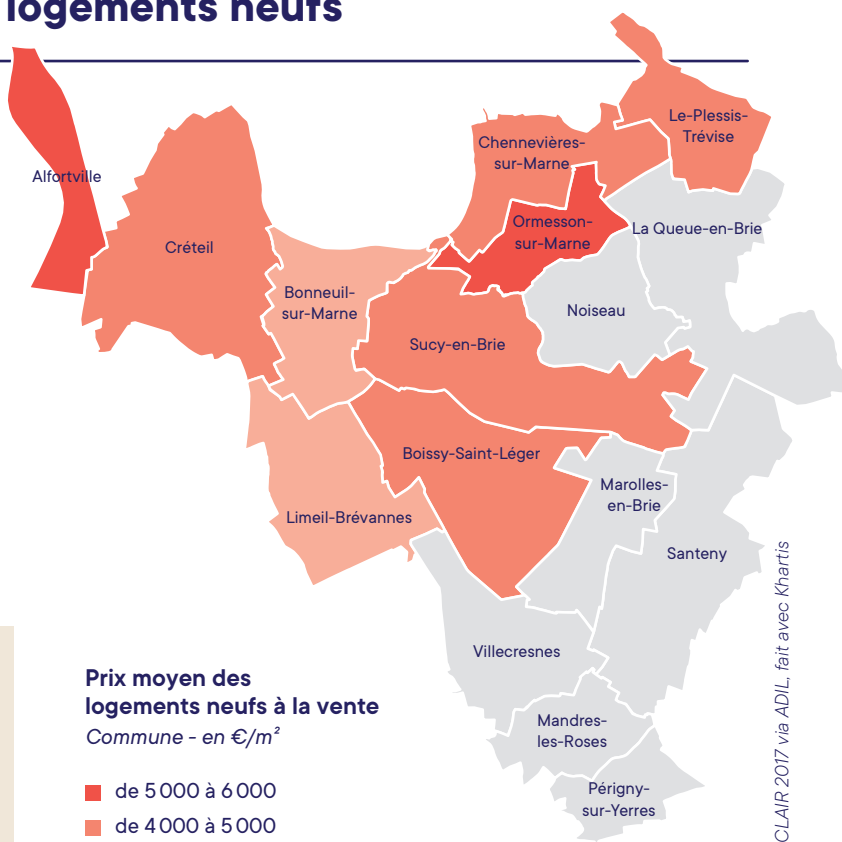 logements neufs
Le-Plessis-
Trévise
Chennevières-
sur-Marne
Alfortville
Ormesson-
sur-Marne
La Queue-en-Brie
Créteil
Bonneuil-
sur-Marne
Noiseau
Sucy-en-Brie
Boissy-Saint-Léger
Marolles-
en-Brie
Limeil-Brévannes
Santeny
Villecresnes
Mandres-
les-Roses
Périgny-
sur-Yerres
Prix moyen des
logements neufs à la vente
Commune - en €/m²
de 5 000 à 6 000
de 4 000 à 5 000
CLAIR 2017 via ADIL, fait avec Khartis